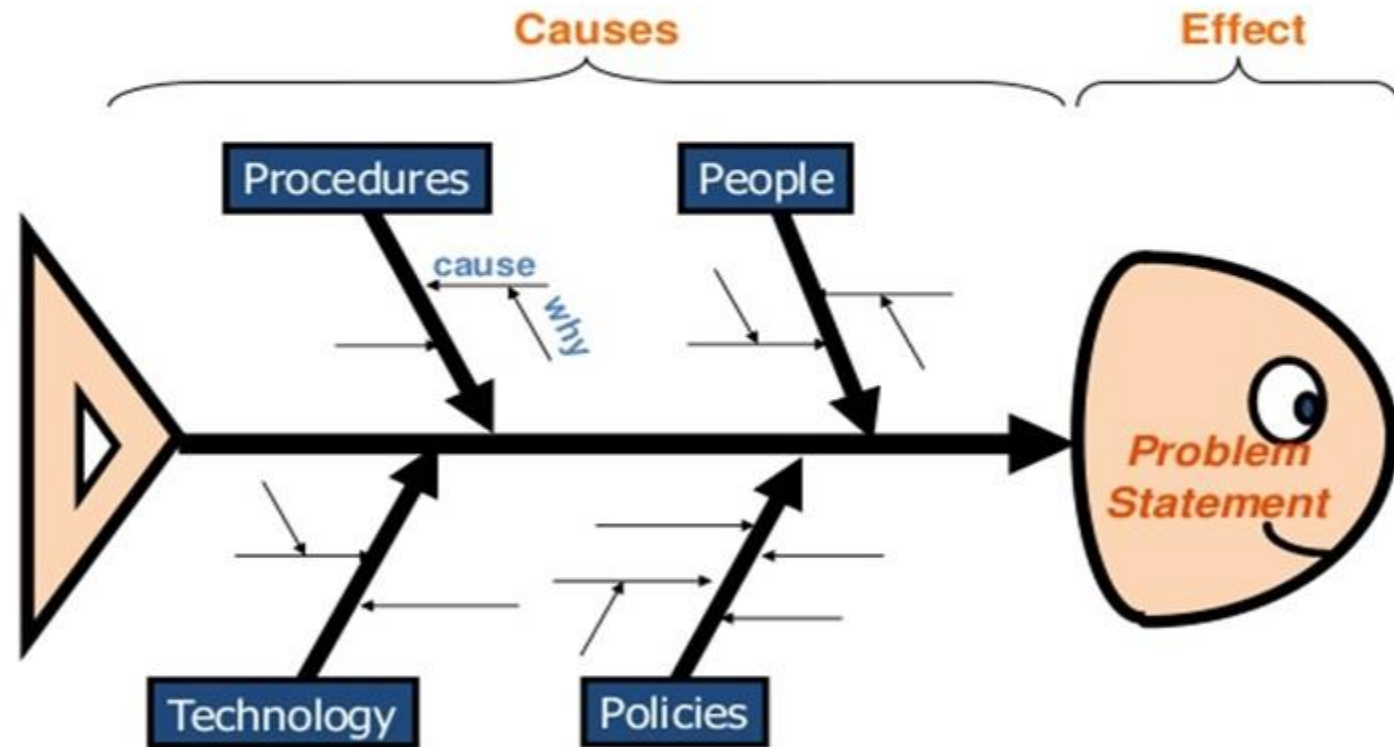 Causes
Effect
Procedures
People
cause
why
Problem
Statement
Technology
Policies